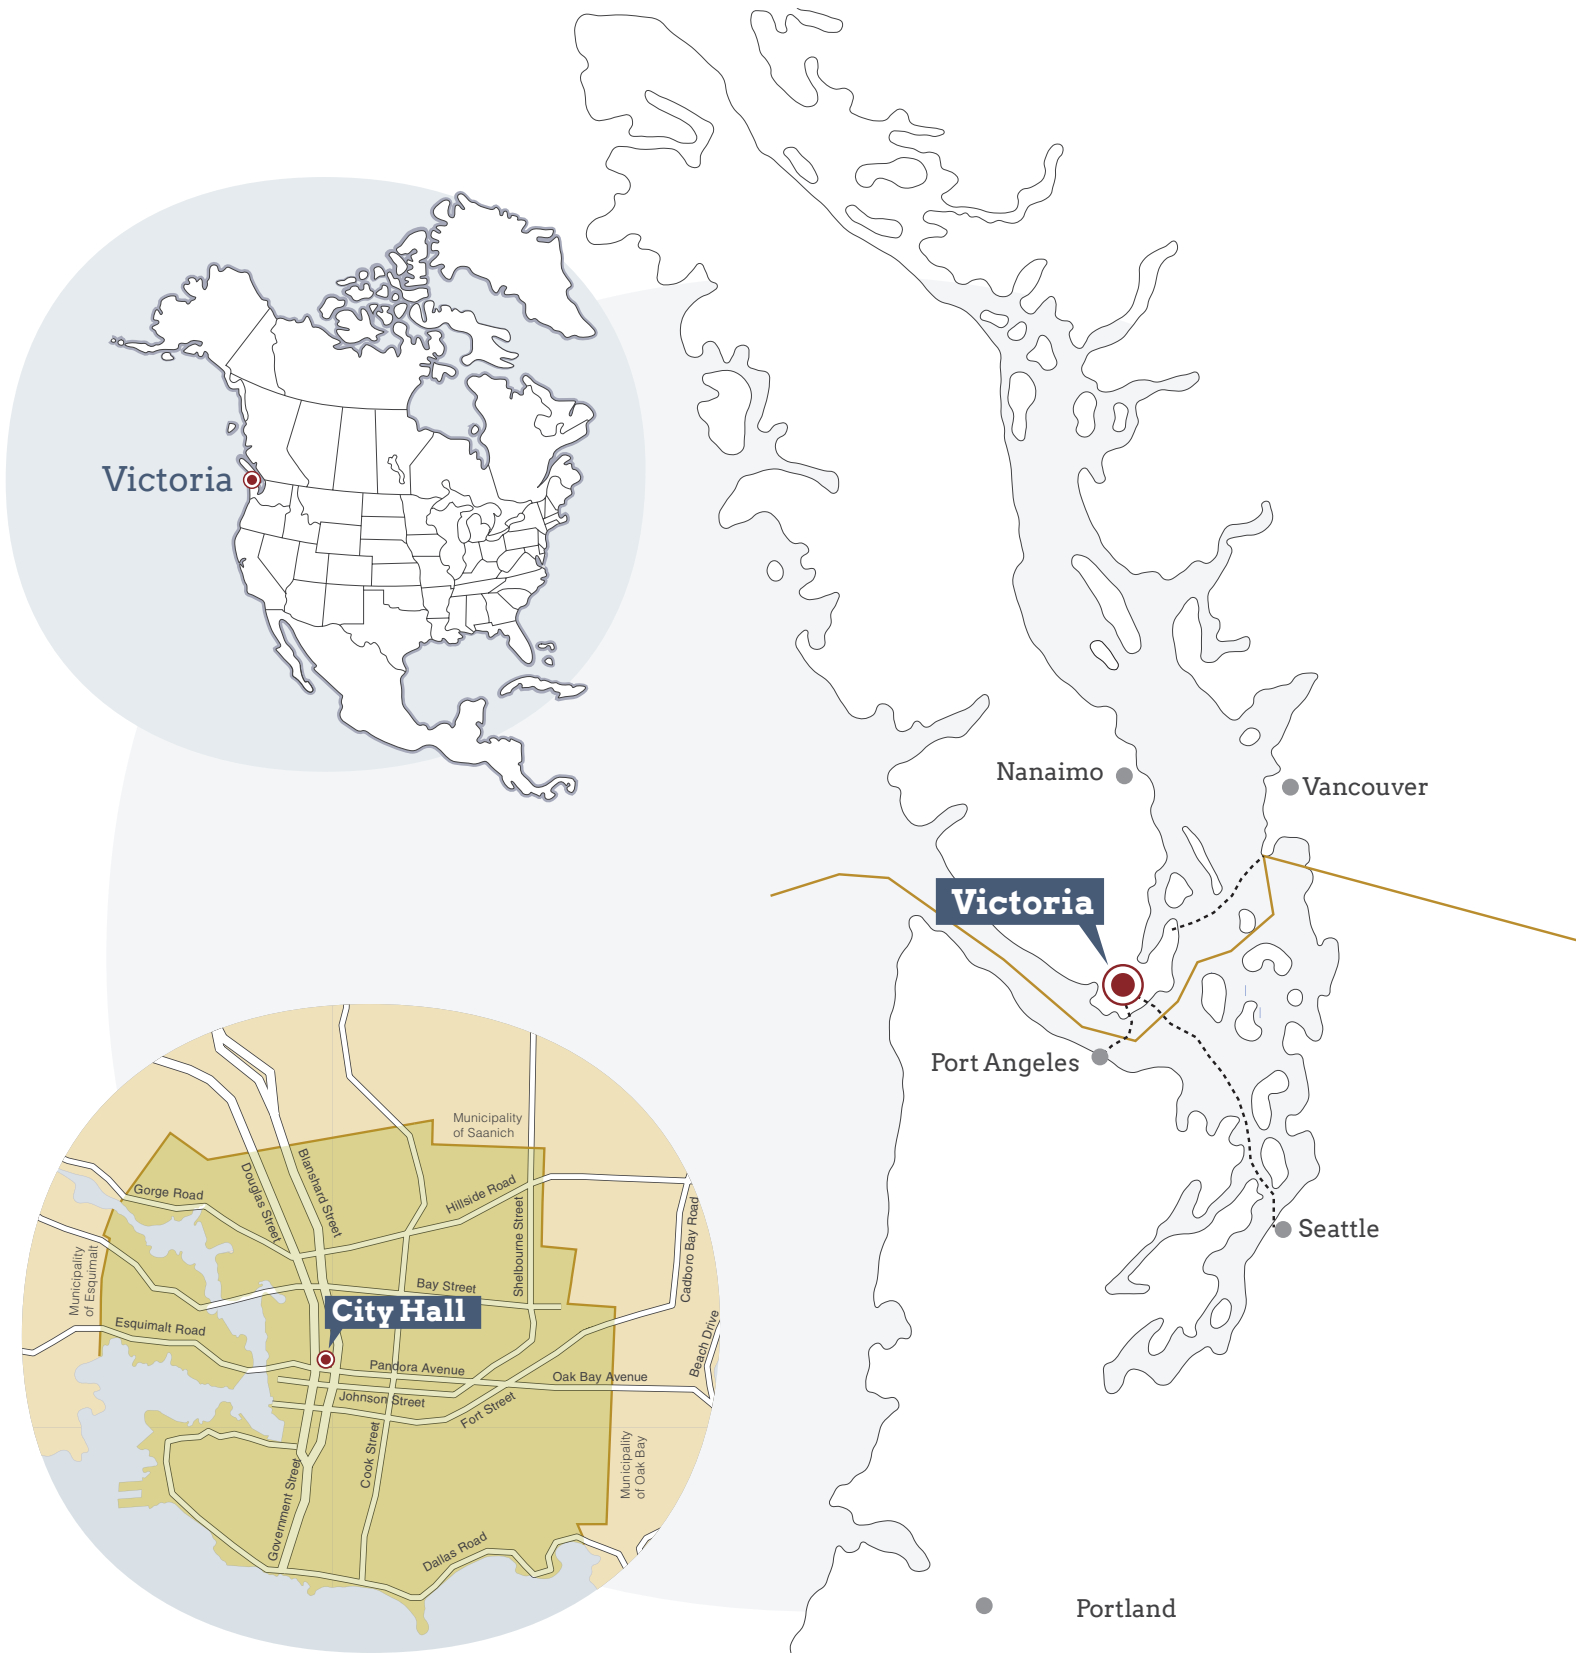 Victoria
Nanaimo
Vancouver
Victoria
Port Angeles
Seattle
Portland
Municipality
of Saanich
Gorge Road
Douglas Street
Blanshard Street
Hillside Road
Shelbourne Street
Cadboro Bay Road
Municipality
of Esquimalt
Bay Street
City Hall
Esquimalt Road
Beach Drive
Pandora Avenue
Oak Bay Avenue
Johnson Street
Fort Street
Cook Street
Municipality
of Oak Bay
Government Street
Dallas Road